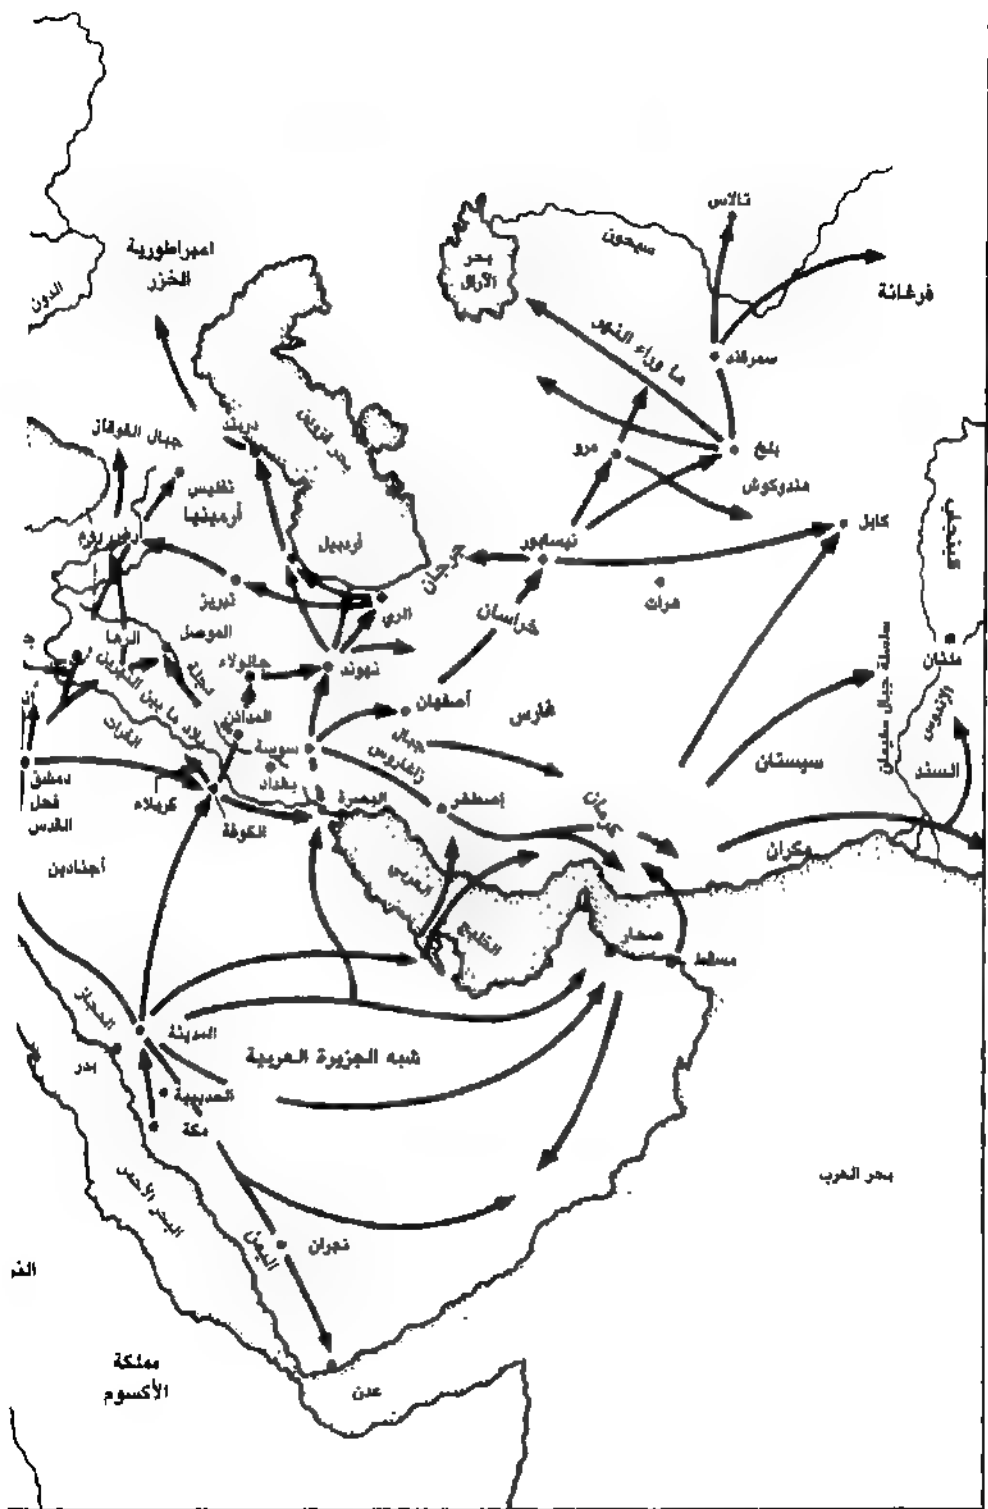 تالاس
سيحون
امبراطورية
الخزر
بحر
الآرال
الدون
فرغانة
ما وراء النهر
سمرقند
دربند
بحر قزوين
جبال القوقاز
مرو
بلخ
هندوكوش
تفليس
أرمينيا
كابل
أرضروم
أردبيل
نيسابور
جرجان
تبريز
الري
هرات
خراسان
الرها
الموصل
دجلة
جالولاء
نهوند
ملتان
سلسلة جبال سليمان
بلاد ما بين النهرين
المدائن
أصفهان
فارس
الفرات
سوسة
جبال
زاغاروس
سيستان
السند
دمشق
فحل
القدس
بغداد
كربلاء
البصرة
إصطخر
الكوفة
كرمان
مكران
أجنادين
العربي
الخليج
صحار
مسقط
الحجاز
المدينة
شبه الجزيرة العربية
بدر
الحديبية
مكة
البحر الأحمر
بحر العرب
اليمن
نجران
مملكة
الأكسوم
عدن